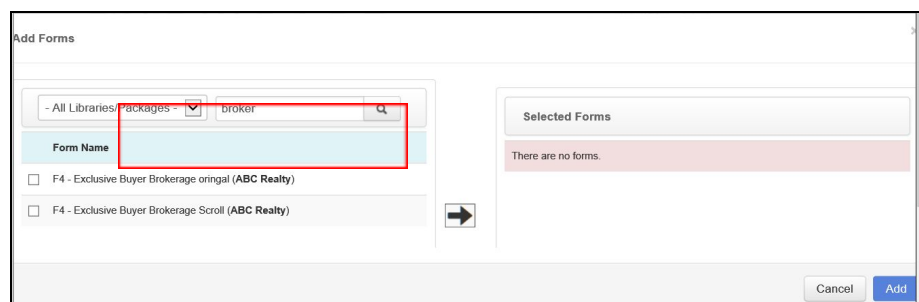 Add Forms
- All Libraries/Packages -
broker
Form Name
F4 - Exclusive Buyer Brokerage oringal (ABC Realty)
F4 - Exclusive Buyer Brokerage Scroll (ABC Realty)
Selected Forms
There are no forms.
Cancel
Add